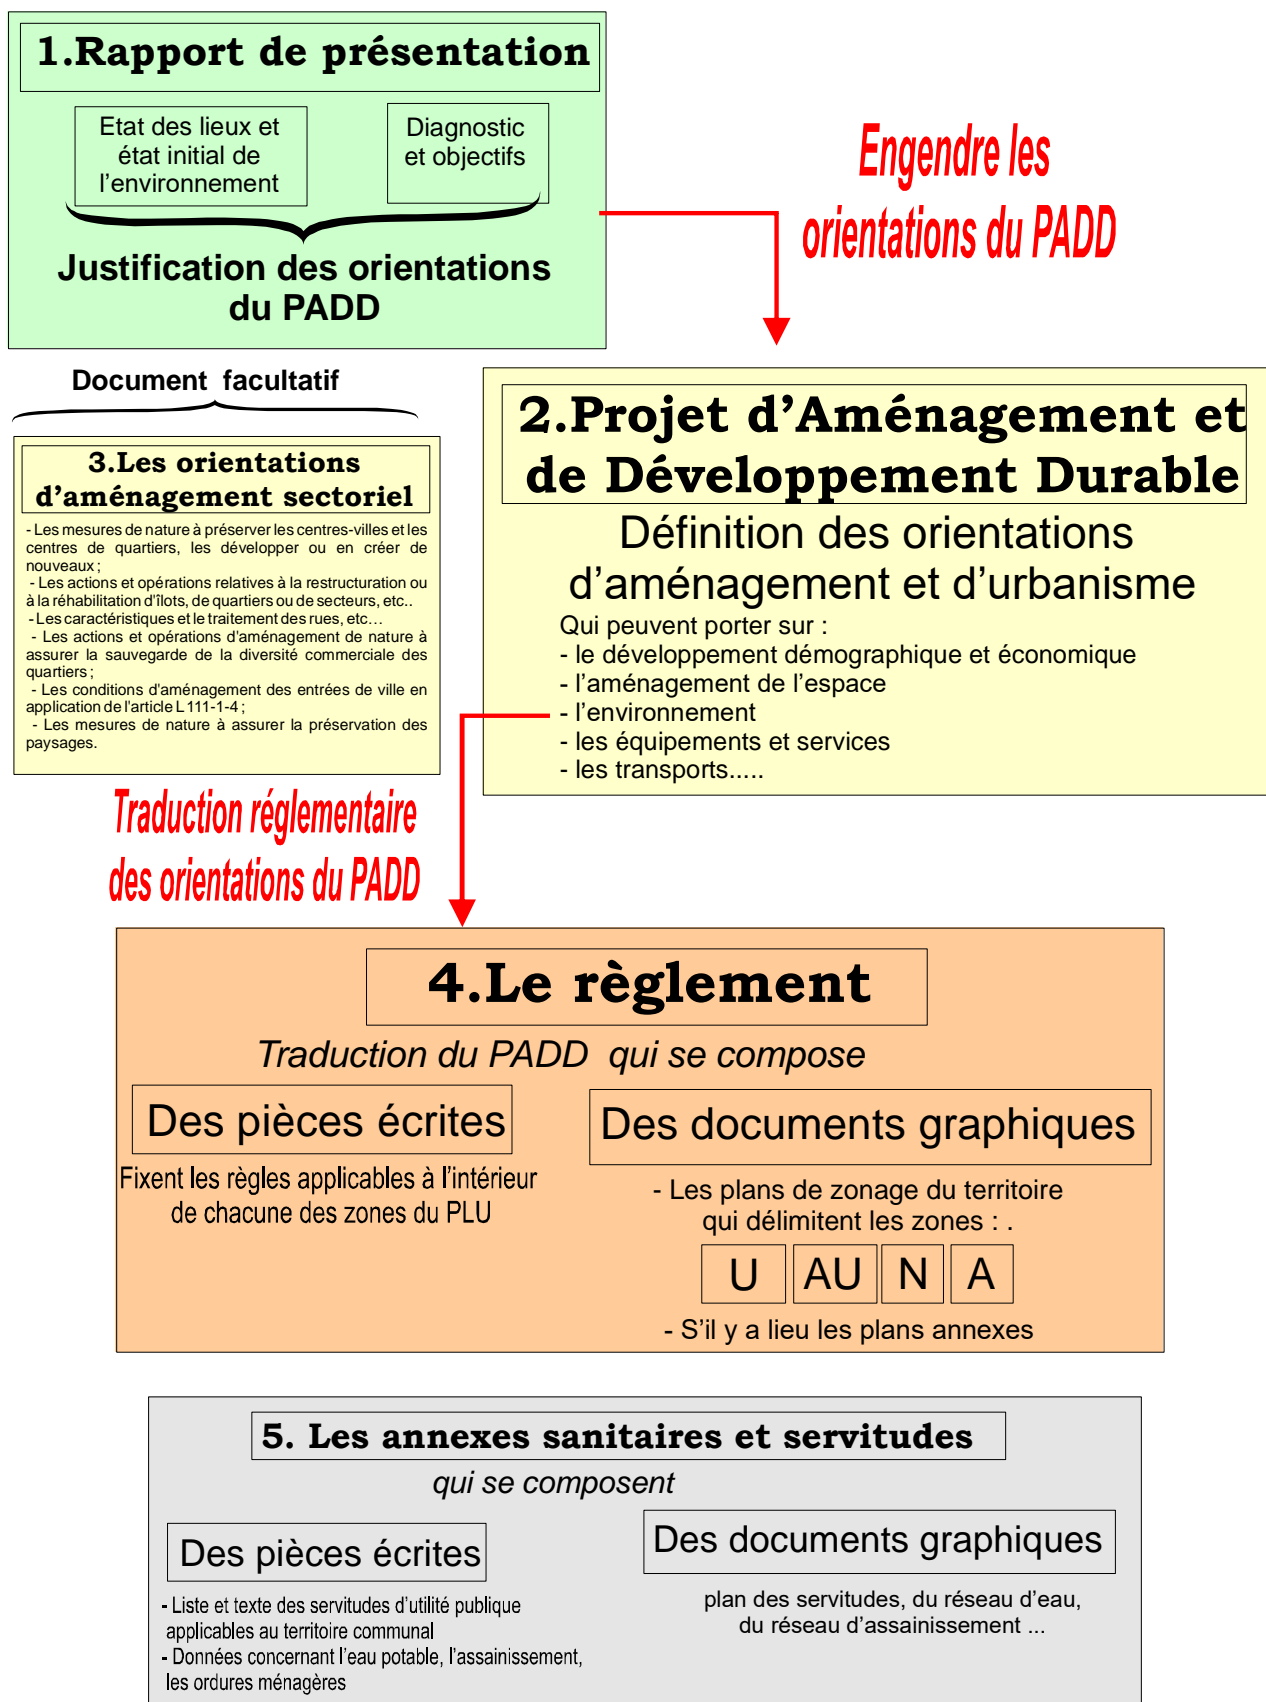 1.Rapport de présentation
Etat des lieux et
état initial de
l'environnement
Diagnostic
et objectifs
Justification des orientations
du PADD
Engendre les
orientations du PADD
Document facultatif
3.Les orientations
d'aménagement sectoriel
- Les mesures de nature à préserver les centres-villes et les
centres de quartiers, les développer ou en créer de
nouveaux ;
- Les actions et opérations relatives à la restructuration ou
à la réhabilitation d'îlots, de quartiers ou de secteurs, etc..
- Les caractéristiques et le traitement des rues, etc…
- Les actions et opérations d'aménagement de nature à
assurer la sauvegarde de la diversité commerciale des
quartiers ;
- Les conditions d'aménagement des entrées de ville en
application de l'article L 111-1-4 ;
- Les mesures de nature à assurer la préservation des
paysages.
2.Projet d'Aménagement et
de Développement Durable
Définition des orientations
d'aménagement et d'urbanisme
Qui peuvent porter sur :
- le développement démographique et économique
- l'aménagement de l'espace
- l'environnement
- les équipements et services
- les transports.....
Traduction réglementaire
des orientations du PADD
4.Le règlement
Traduction du PADD qui se compose
Des pièces écrites
Fixent les règles applicables à l'intérieur
de chacune des zones du PLU
Des documents graphiques
- Les plans de zonage du territoire
qui délimitent les zones : .
U AU N A
- S'il y a lieu les plans annexes
5. Les annexes sanitaires et servitudes
qui se composent
Des pièces écrites
- Liste et texte des servitudes d'utilité publique
applicables au territoire communal
- Données concernant l'eau potable, l'assainissement,
les ordures ménagères
Des documents graphiques
plan des servitudes, du réseau d'eau,
du réseau d'assainissement ...